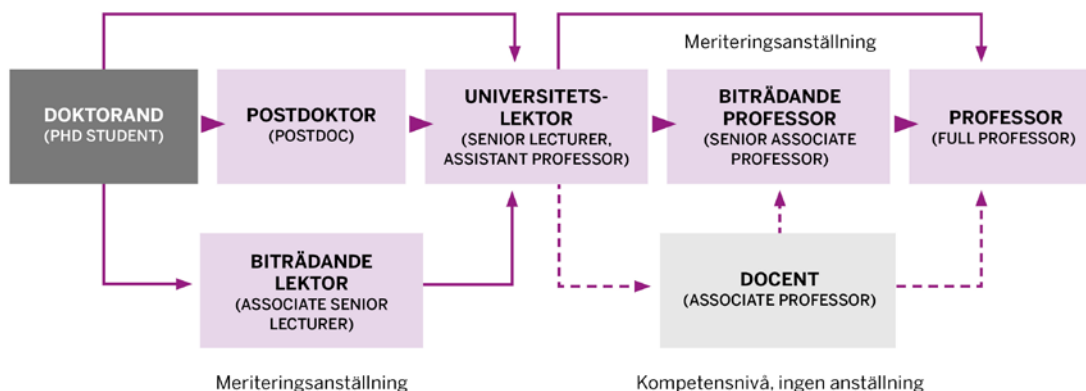 Meriteringsanställning
DOKTORAND
(PHD STUDENT)
POSTDOKTOR
(POSTDOC)
UNIVERSITETS-
LEKTOR
(SENIOR LECTURER,
ASSISTANT PROFESSOR)
BITRÄDANDE
PROFESSOR
(SENIOR ASSOCIATE
PROFESSOR)
PROFESSOR
(FULL PROFESSOR)
BITRÄDANDE
LEKTOR
(ASSOCIATE SENIOR
LECTURER)
DOCENT
(ASSOCIATE PROFESSOR)
Meriteringsanställning
Kompetensnivå, ingen anställning